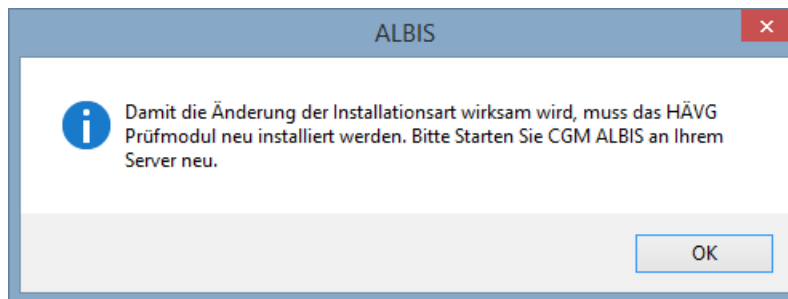 ALBIS
Damit die Änderung der Installationsart wirksam wird, muss das HÄVG
Prüfmodul neu installiert werden. Bitte Starten Sie CGM ALBIS an Ihrem
Server neu.
OK